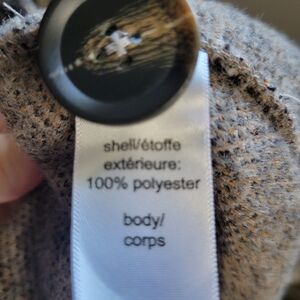 shell/étoffe
extérieure:
100% polyester
body/
corps